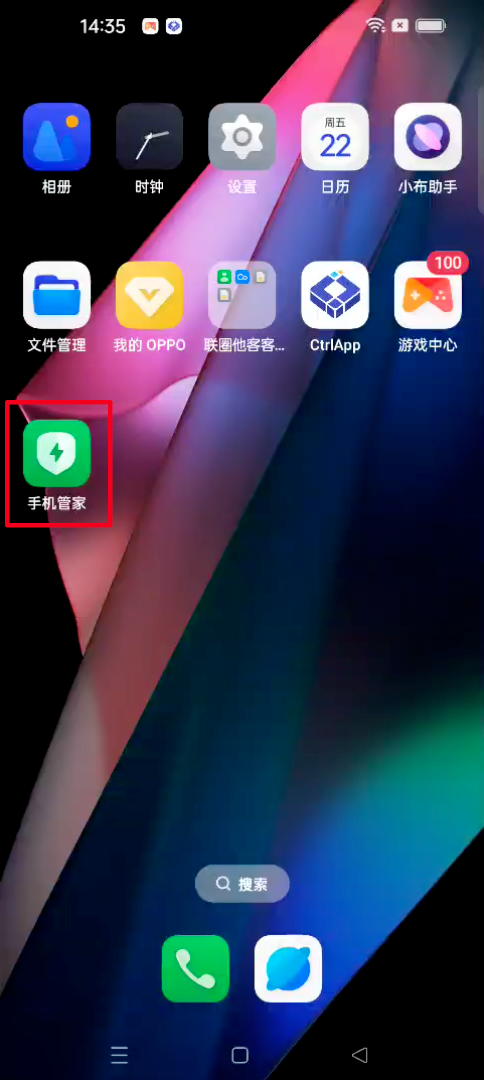 14:35
周五
22
相册
时钟
设置
日历
小布助手
100
文件管理
我的 OPPO
联圈他客客...
CtrlApp
游戏中心
手机管家
搜索